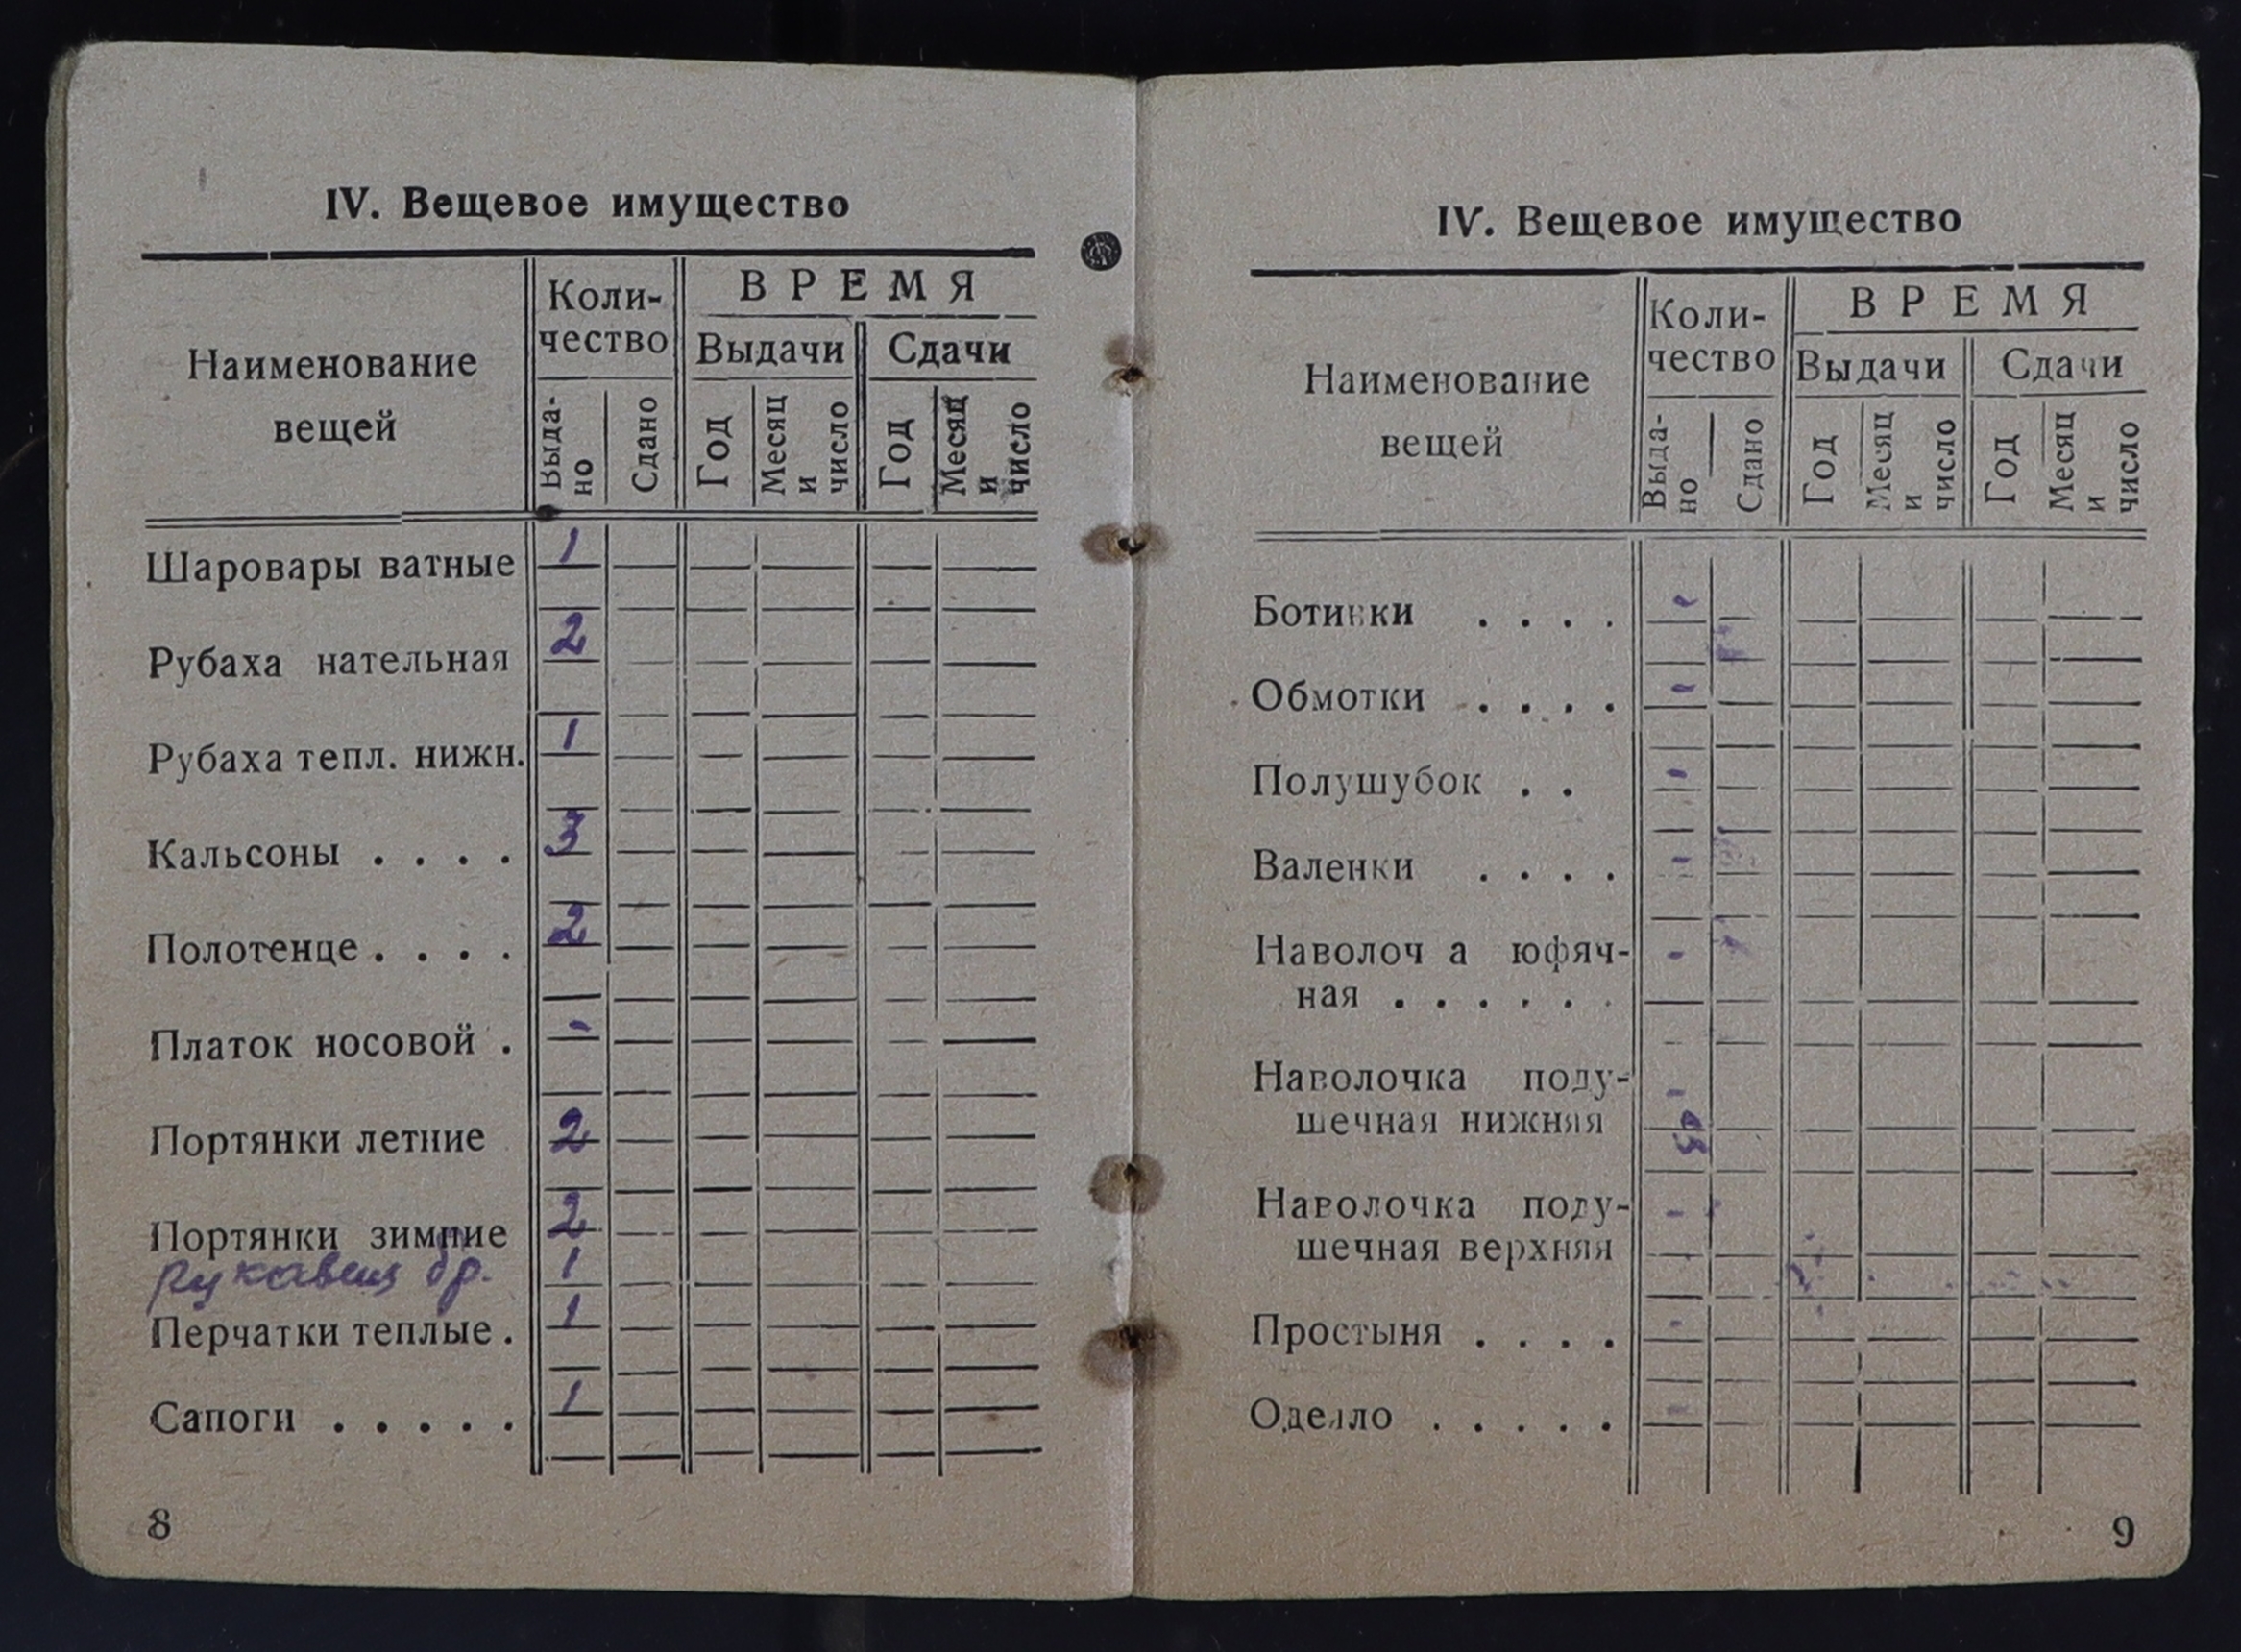 IV. Вещевое имущество
Наименование вещей
Коли-
чество
ВРЕМЯ
Выдачи
Сдачи
Выда-
но
Сдано
Год
Месяц
и
число
Год
Месяц
и
число
Шаровары ватные 1
Рубаха нательная 2
Рубаха тепл. нижн. 1
Кальсоны . . . . 3
Полотенце . . . . 2
Платок носовой . -
Портянки летние 2
Портянки зимние 2
рукавиц бр. 1
Перчатки теплые . 1
Сапоги . . . . . 1
8
IV. Вещевое имущество
Наименование
вещей
Коли-
чество
ВРЕМЯ
Выдачи
Сдачи
Выда-
но
Сдано
Год
Месяц
и
число
Год
Месяц
и
число
Ботинки . . . . -
Обмотки . . . . -
Полушубок . . -
Валенки . . . . -
Наволоч а юфяч- -
ная . . . . . .
Наволочка поду- -
шечная нижняя
Наволочка поду- -
шечная верхняя
Простыня . . . . -
Одеяло . . . . . -
9